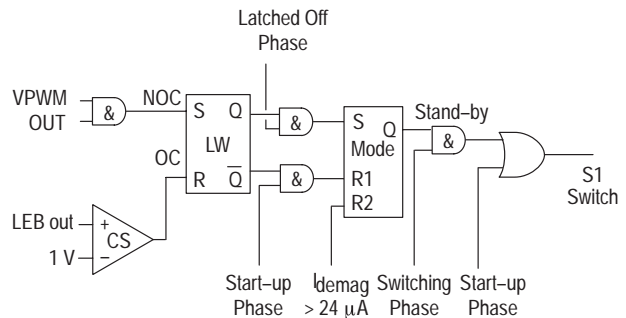 Latched Off
Phase
VPWM
OUT
&
NOC
S
Q
LW
OC
R
Q
&
&
S
Q
Mode
R1
R2
Stand–by
&
S1
Switch
LEB out
1 V
+
–
CS
Start–up
Phase
Idemag
> 24 μA
Switching
Phase
Start–up
Phase